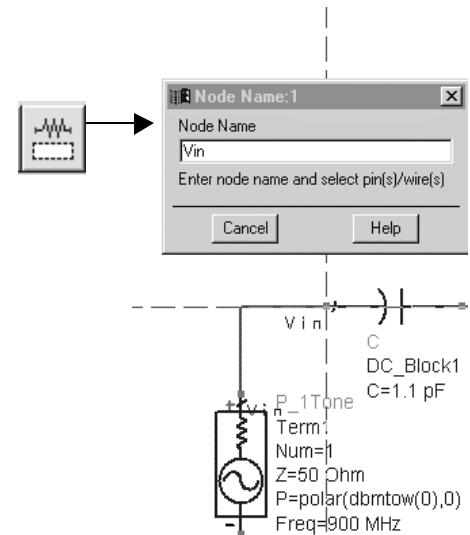 Node Name:1
Node Name
Vin
Enter node name and select pin(s)/wire(s)
Cancel
Help
Vin
C
DC_Block1
C=1.1 pF
Vin
P_1Tone
Term1
Num=1
Z=50 Ohm
P=polar(dbmtow(0),0)
Freq=900 MHz